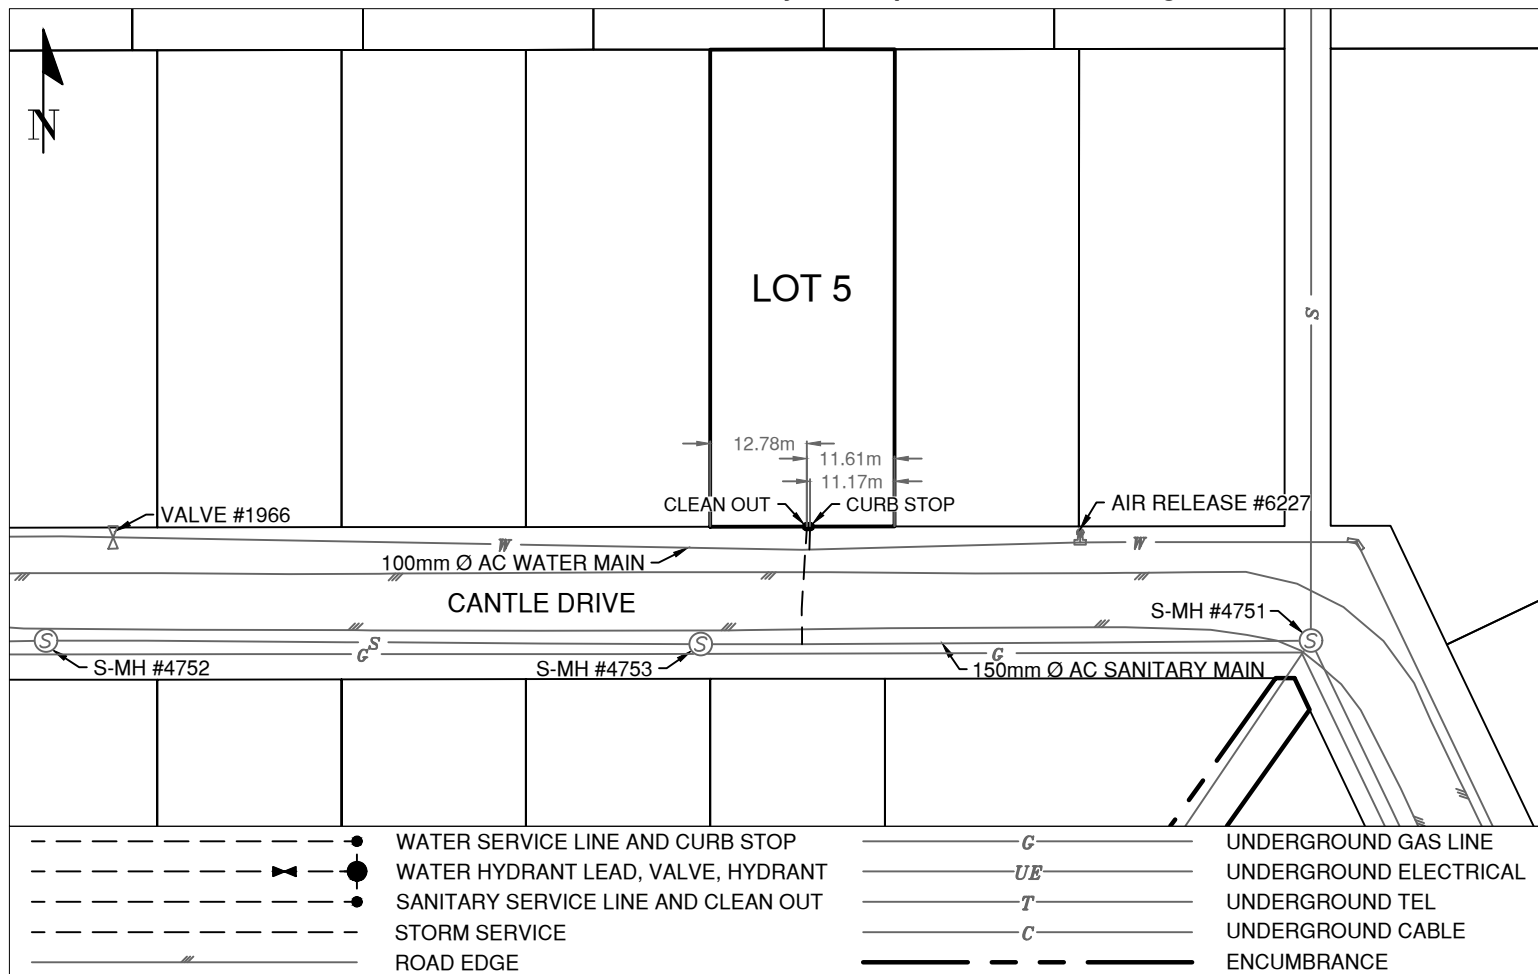 N
LOT 5
S
12.78m
11.61m
11.17m
CLEAN OUT
CURB STOP
AIR RELEASE #6227
VALVE #1966
W
W
100mm Ø AC WATER MAIN
CANTLE DRIVE
S-MH #4751
S
S
S
S
G
G
S-MH #4752
S-MH #4753
150mm Ø AC SANITARY MAIN
WATER SERVICE LINE AND CURB STOP
WATER HYDRANT LEAD, VALVE, HYDRANT
SANITARY SERVICE LINE AND CLEAN OUT
STORM SERVICE
ROAD EDGE
G UNDERGROUND GAS LINE
UE UNDERGROUND ELECTRICAL
T UNDERGROUND TEL
C UNDERGROUND CABLE
ENCUMBRANCE